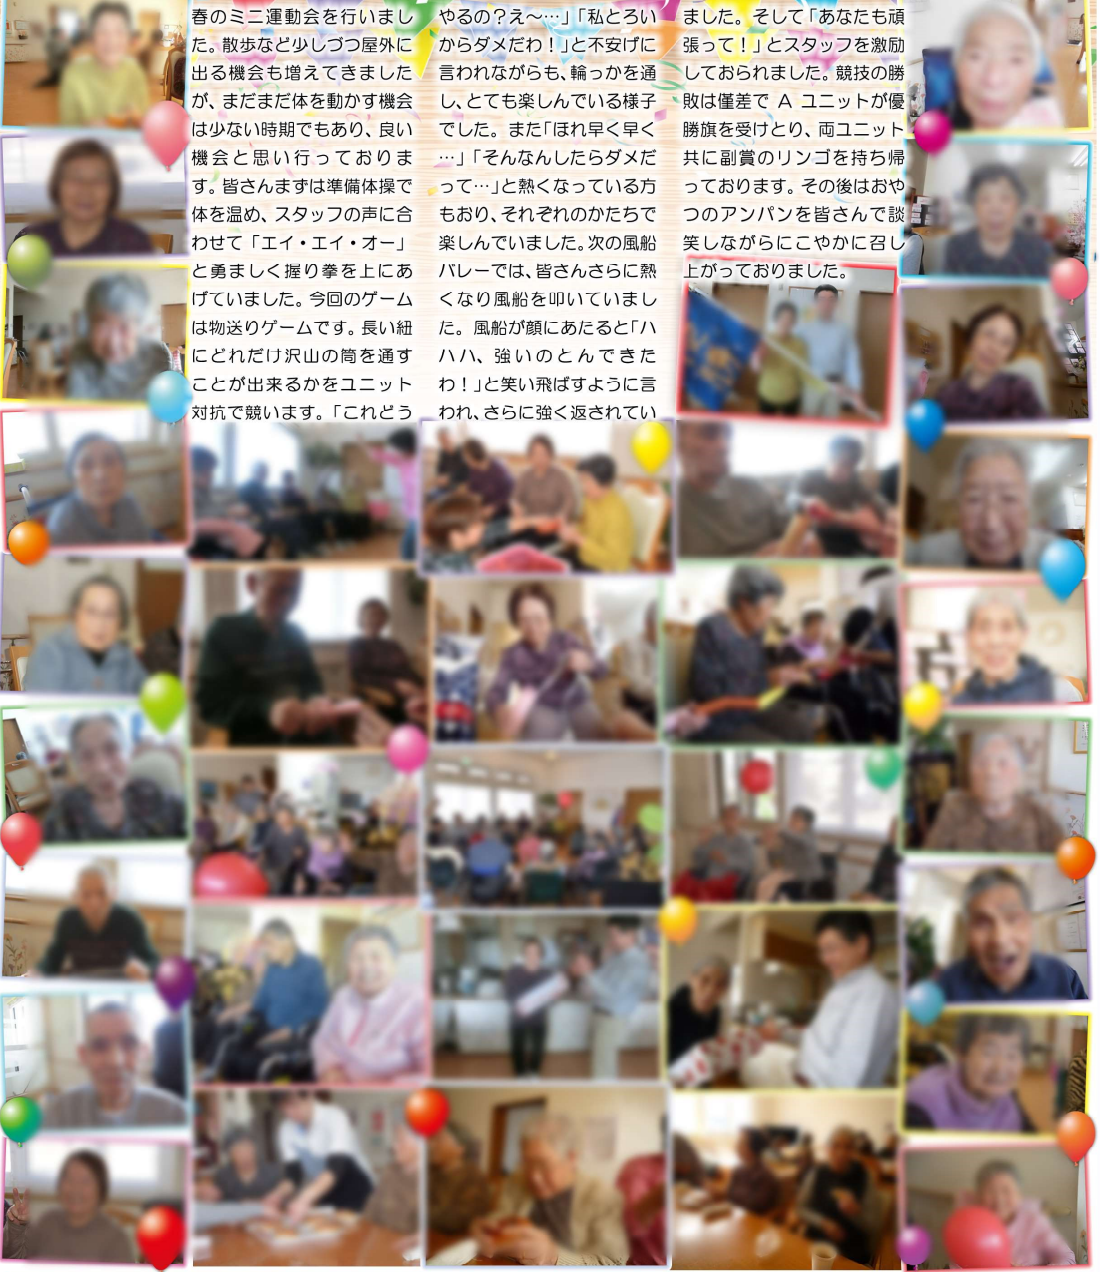 春のミニ運動会を行いまし
た。散歩など少しづつ屋外に
出る機会も増えてきました
が、まだまだ体を動かす機会
は少ない時期でもあり、良い
機会と思い行っておりま
す。皆さんまずは準備体操で
体を温め、スタッフの声に合
わせて「エイ・エイ・オー」
と勇ましく握り拳を上にあ
げていました。今回のゲーム
は物送りゲームです。長い紐
にどれだけ沢山の筒を通す
ことが出来るかをユニット
対抗で競います。「これどう
やるの？え〜…」「私とろい
からダメだわ！」と不安げに
言われながらも、輪っかを通
し、とても楽しんでいる様子
でした。また「ほれ早く早く
…」「そんなんしたらダメだ
って…」と熱くなっている方
もおり、それぞれのかたちで
楽しんでいました。次の風船
バレーでは、皆さんさらに熱
くなり風船を叩いていまし
た。風船が顔にあたると「ハ
ハハ、強いのとんできた
わ！」と笑い飛ばすように言
われ、さらに強く返されてい
ました。そして「あなたも頑
張って！」とスタッフを激励
しておられました。競技の勝
敗は僅差で A ユニットが優
勝旗を受けとり、両ユニット
共に副賞のリンゴを持ち帰
っております。その後はおや
つのアンパンを皆さんで談
笑しながらにこやかに召し
上がっておりました。